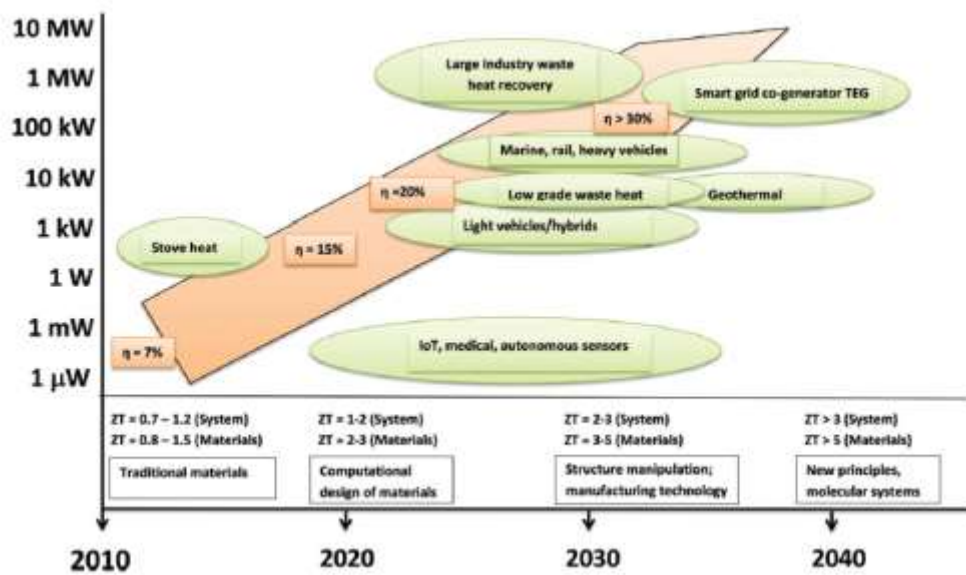 10 MW
1 MW
100 kW
10 kW
1 kW
1 W
1 mW
1 μW
Large industry waste
heat recovery
Smart grid co-generator TEG
η > 30%
Marine, rail, heavy vehicles
η =20%
Low grade waste heat
Geothermal
Light vehicles/hybrids
Stove heat
η = 15%
IoT, medical, autonomous sensors
η = 7%
ZT = 0.7 – 1.2 (System)
ZT = 0.8 – 1.5 (Materials)
Traditional materials
ZT = 1-2 (System)
ZT = 2-3 (Materials)
Computational
design of materials
ZT = 2-3 (System)
ZT = 3-5 (Materials)
Structure manipulation;
manufacturing technology
ZT > 3 (System)
ZT > 5 (Materials)
New principles,
molecular systems
2010
2020
2030
2040